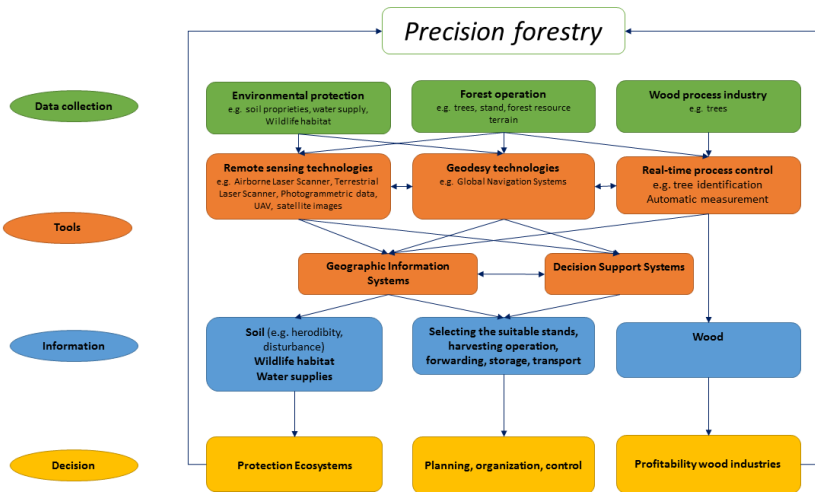 Precision forestry
Data collection
Environmental protection
e.g. soil proprieties, water supply,
Wildlife habitat
Forest operation
e.g. trees, stand, forest resource
terrain
Wood process industry
e.g. trees
Tools
Remote sensing technologies
e.g. Airborne Laser Scanner, Terrestrial
Laser Scanner, Photogrammetric data,
UAV, satellite images
Geodesy technologies
e.g. Global Navigation Systems
Real-time process control
e.g. tree identification
Automatic measurement
Geographic Information
Systems
Decision Support Systems
Information
Soil (e.g. herodibity,
disturbance)
Wildlife habitat
Water supplies
Selecting the suitable stands,
harvesting operation,
forwarding, storage, transport
Wood
Decision
Protection Ecosystems
Planning, organization, control
Profitability wood industries